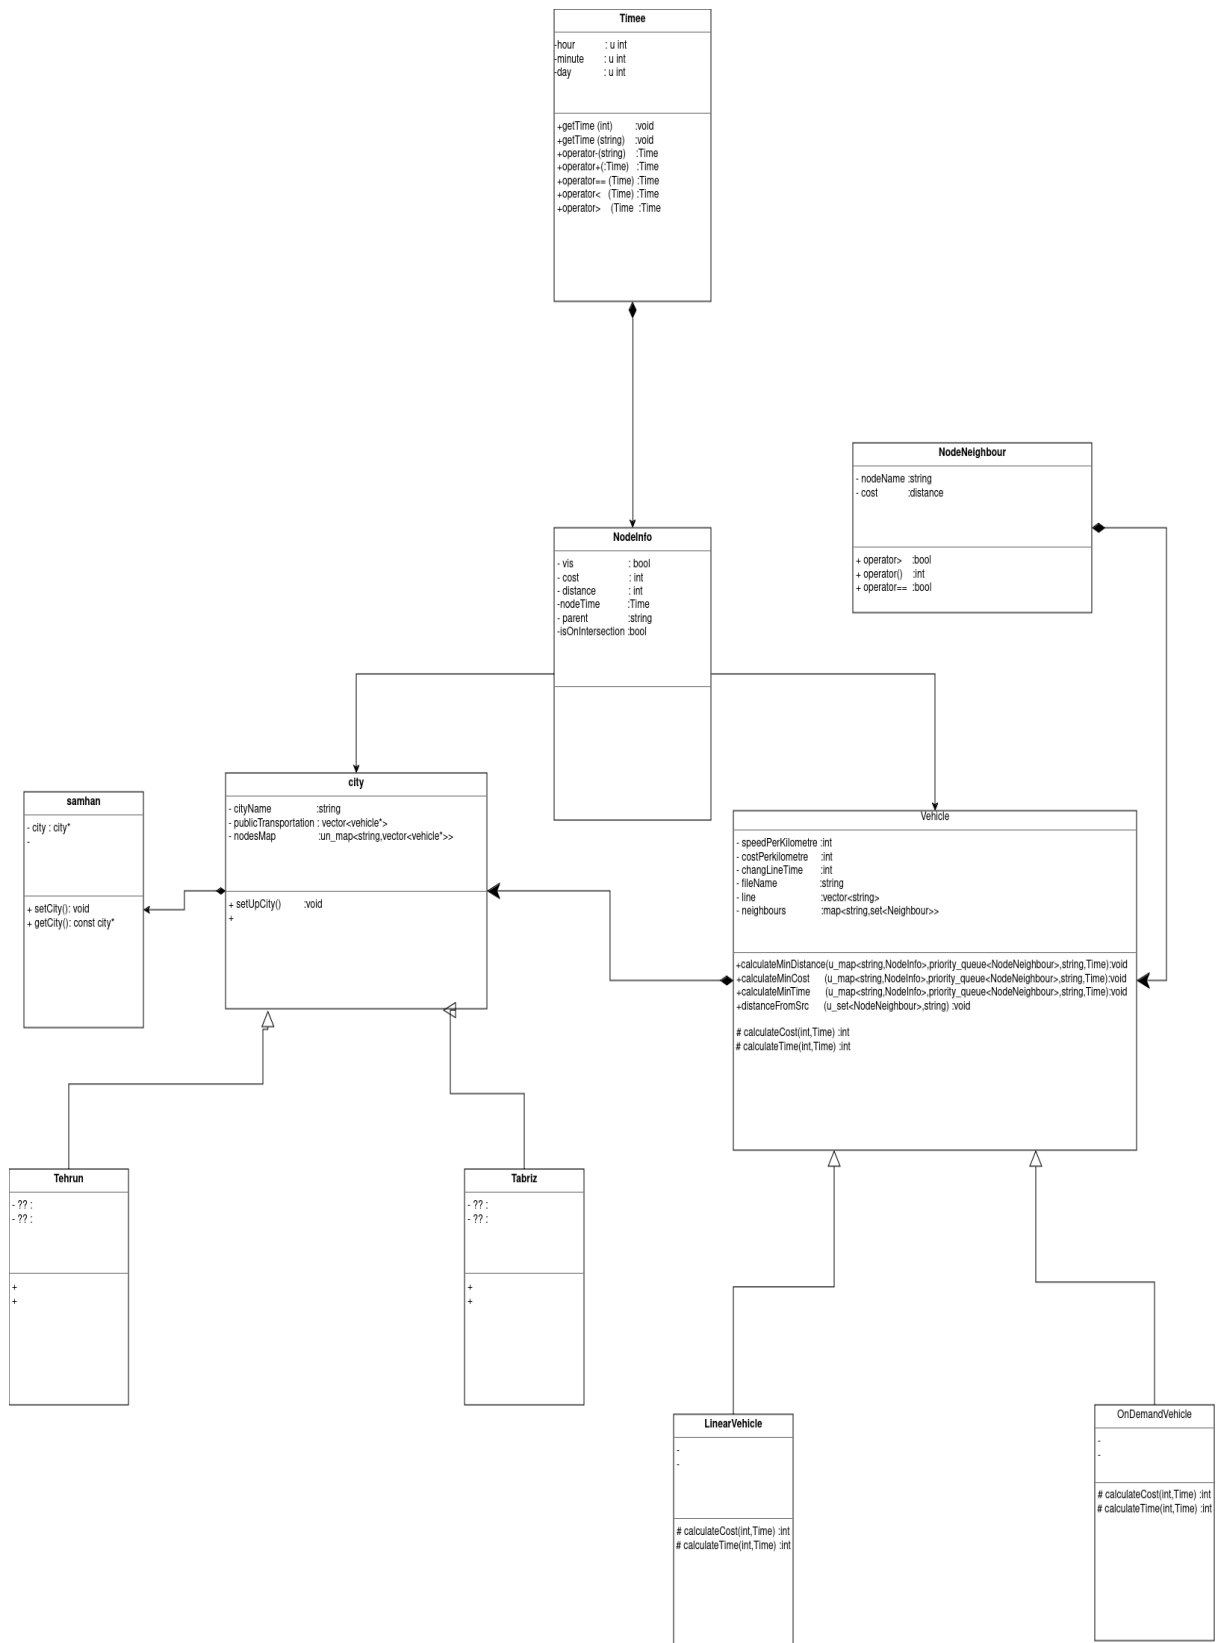 Timee
-hour : u int
-minute : u int
-day : u int
+getTime (int) :void
+getTime (string) :void
+operator-(string) :Time
+operator+(:Time) :Time
+operator== (Time) :Time
+operator< (Time) :Time
+operator> (Time :Time
NodeNeighbour
- nodeName :string
- cost :distance
+ operator> :bool
+ operator() :int
+ operator== :bool
NodeInfo
- vis : bool
- cost : int
- distance : int
-nodeTime :Time
- parent :string
-isOnIntersection :bool
city
- cityName :string
- publicTransportation : vector<vehicle*>
- nodesMap :un_map<string,vector<vehicle*>>
+ setUpCity() :void
+
samhan
- city : city*
-
+ setCity(): void
+ getCity(): const city*
Vehicle
- speedPerKilometre :int
- costPerkilometre :int
- changLineTime :int
- fileName :string
- line :vector<string>
- neighbours :map<string,set<Neighbour>>
+calculateMinDistance(u_map<string,NodeInfo>,priority_queue<NodeNeighbour>,string,Time):void
+calculateMinCost (u_map<string,NodeInfo>,priority_queue<NodeNeighbour>,string,Time):void
+calculateMinTime (u_map<string,NodeInfo>,priority_queue<NodeNeighbour>,string,Time):void
+distanceFromSrc (u_set<NodeNeighbour>,string) :void
# calculateCost(int,Time) :int
# calculateTime(int,Time) :int
Tehrun
- ?? :
- ?? :
+
+
Tabriz
- ?? :
- ?? :
+
+
LinearVehicle
-
-
# calculateCost(int,Time) :int
# calculateTime(int,Time) :int
OnDemandVehicle
-
-
# calculateCost(int,Time) :int
# calculateTime(int,Time) :int